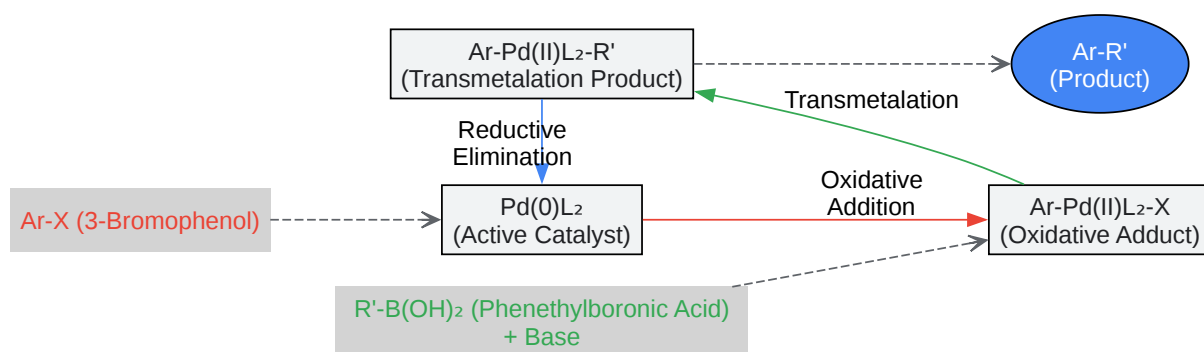 Ar-Pd(II)L₂-R'
(Transmetalation Product)
Ar-R'
(Product)
Transmetalation
Reductive
Elimination
Ar-X (3-Bromophenol)
Pd(0)L₂
(Active Catalyst)
Oxidative
Addition
Ar-Pd(II)L₂-X
(Oxidative Adduct)
R'-B(OH)₂ (Phenethylboronic Acid)
+ Base